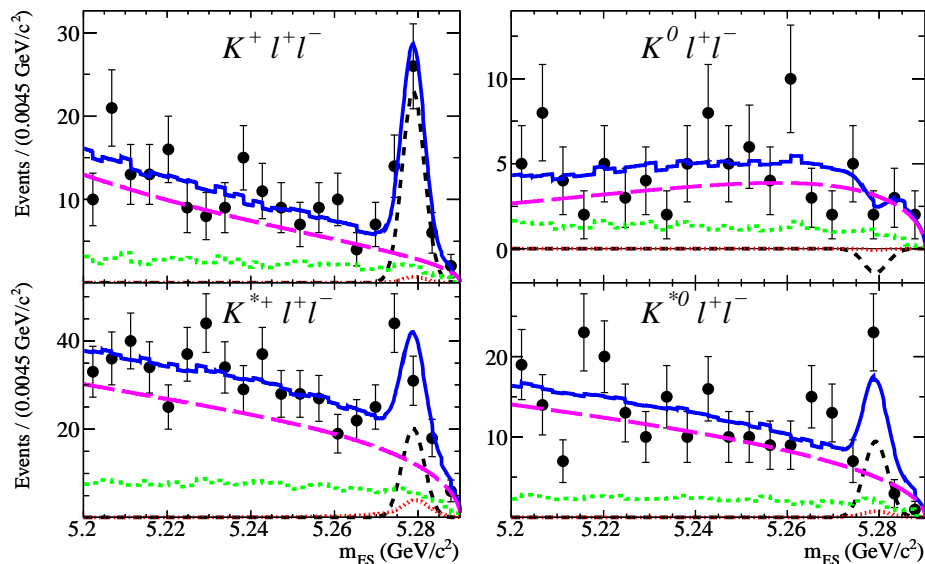 Events / (0.0045 GeV/c²)
30
20
10
K⁺ l⁺l⁻
10
5
0
K⁰ l⁺l⁻
Events / (0.0045 GeV/c²)
40
20
K*⁺ l⁺l⁻
20
10
K*⁰ l⁺l⁻
5.2 5.22 5.24 5.26 5.28
5.2 5.22 5.24 5.26 5.28
m_ES (GeV/c²)
m_ES (GeV/c²)